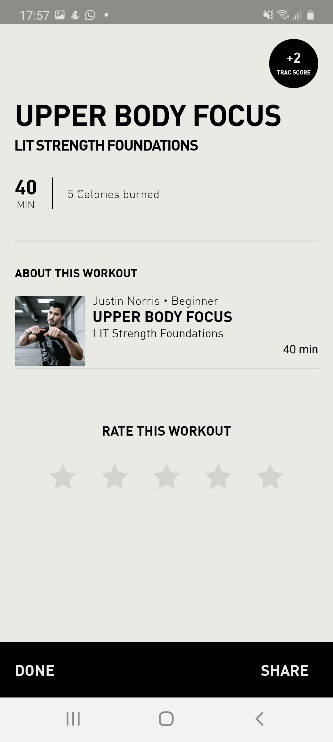 17:57
+2
TRAC SCORE
UPPER BODY FOCUS
LIT STRENGTH FOUNDATIONS
40
MIN
5 Calories burned
ABOUT THIS WORKOUT
Justin Norris • Beginner
UPPER BODY FOCUS
LIT Strength Foundations
40 min
RATE THIS WORKOUT
DONE
SHARE